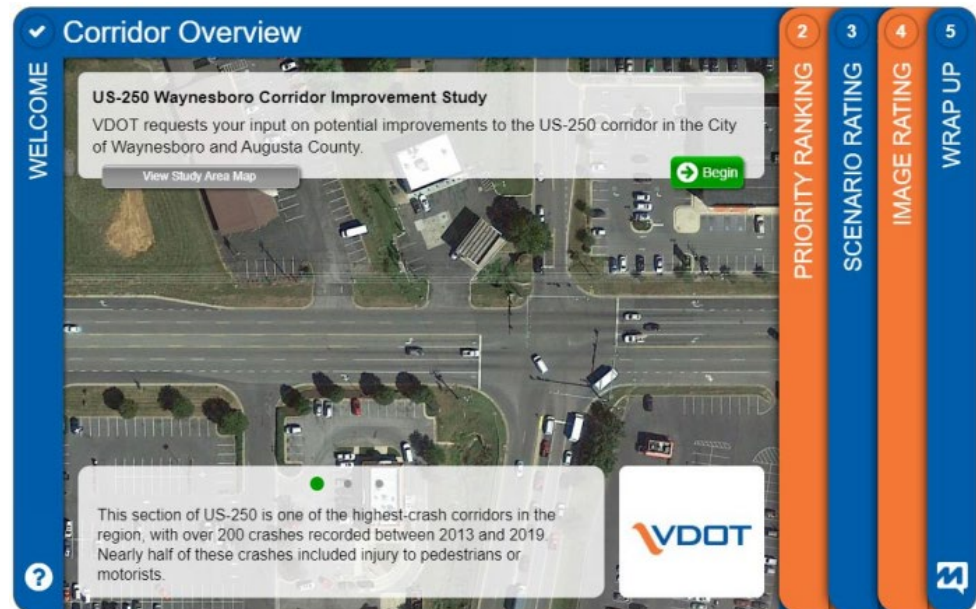 Corridor Overview
WELCOME
US-250 Waynesboro Corridor Improvement Study
VDOT requests your input on potential improvements to the US-250 corridor in the City
of Waynesboro and Augusta County.
View Study Area Map
Begin
This section of US-250 is one of the highest-crash corridors in the
region, with over 200 crashes recorded between 2013 and 2019.
Nearly half of these crashes included injury to pedestrians or
motorists.
VDOT
?
2
PRIORITY RANKING
3
SCENARIO RATING
4
IMAGE RATING
5
WRAP UP